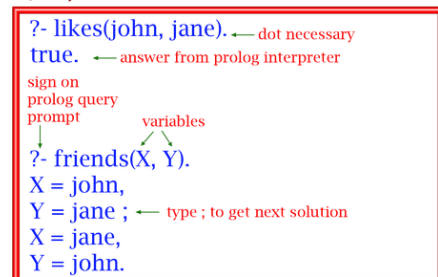 ?- likes(john, jane).
dot necessary
true.
answer from prolog interpreter
sign on
prolog query
prompt
variables
?- friends(X, Y).
X = john,
Y = jane ;
type ; to get next solution
X = jane,
Y = john.